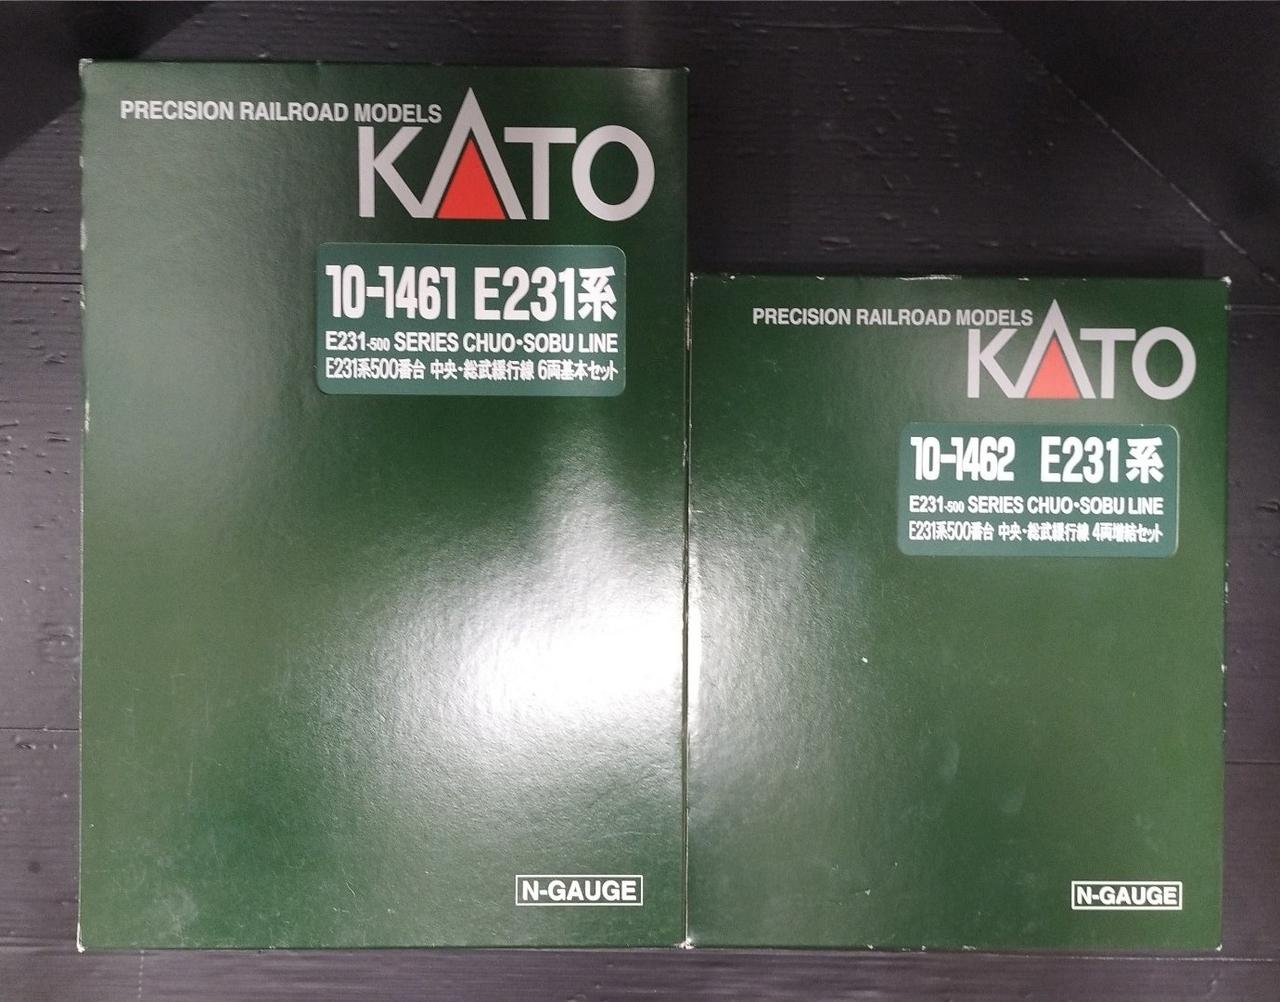 PRECISION RAILROAD MODELS
KATO
10-1461 E231系
E231-500 SERIES CHUO・SOBU LINE
E231系500番台 中央・総武緩行線 6両基本セット
N-GAUGE
PRECISION RAILROAD MODELS
KATO
10-1462 E231系
E231-500 SERIES CHUO・SOBU LINE
E231系500番台 中央・総武緩行線 4両増結セット
N-GAUGE